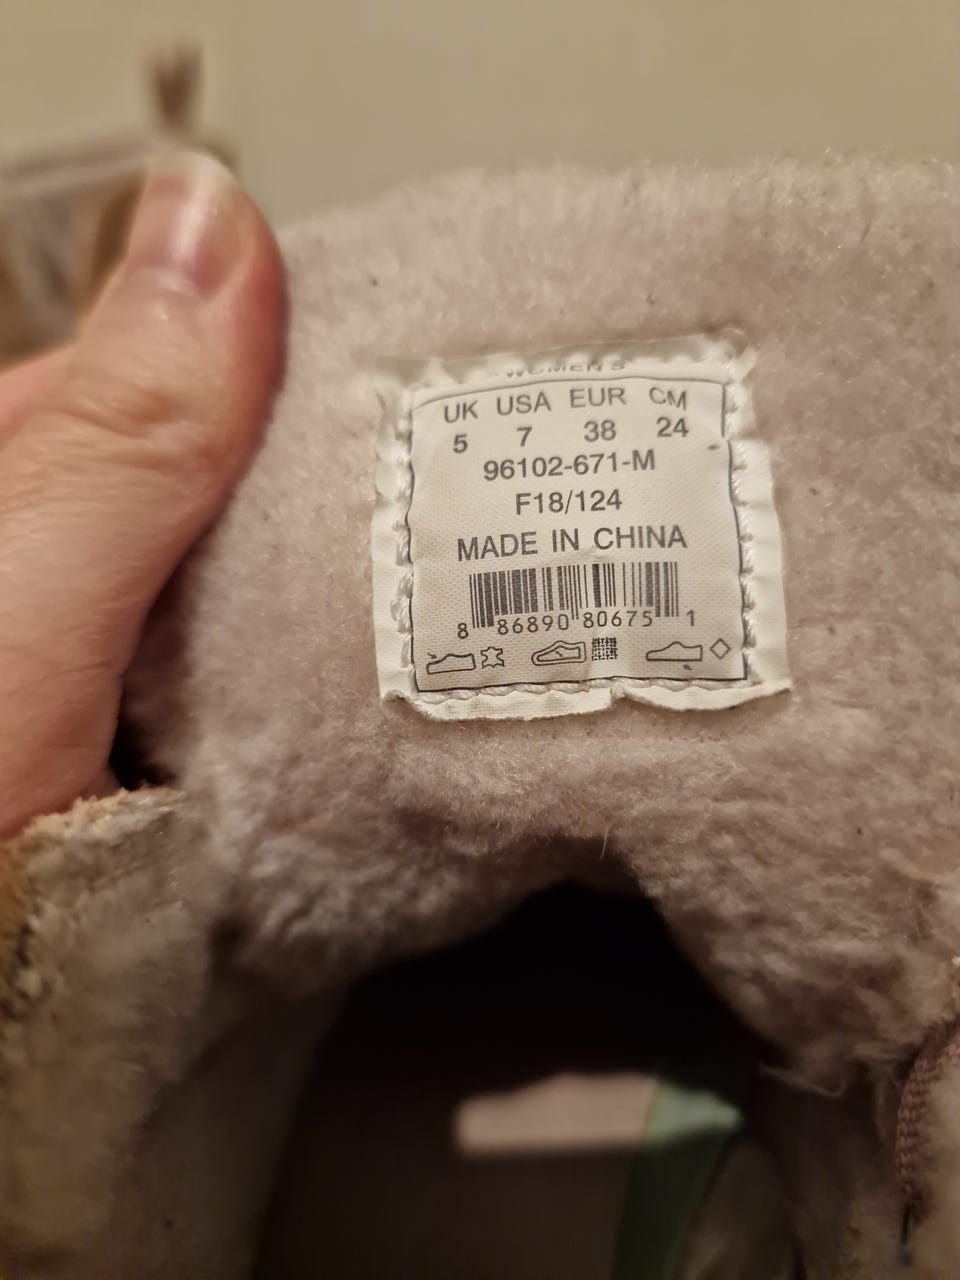 WOMEN'S
UK USA EUR CM
5 7 38 24
96102-671-M
F18/124
MADE IN CHINA
8 86890 80675 1